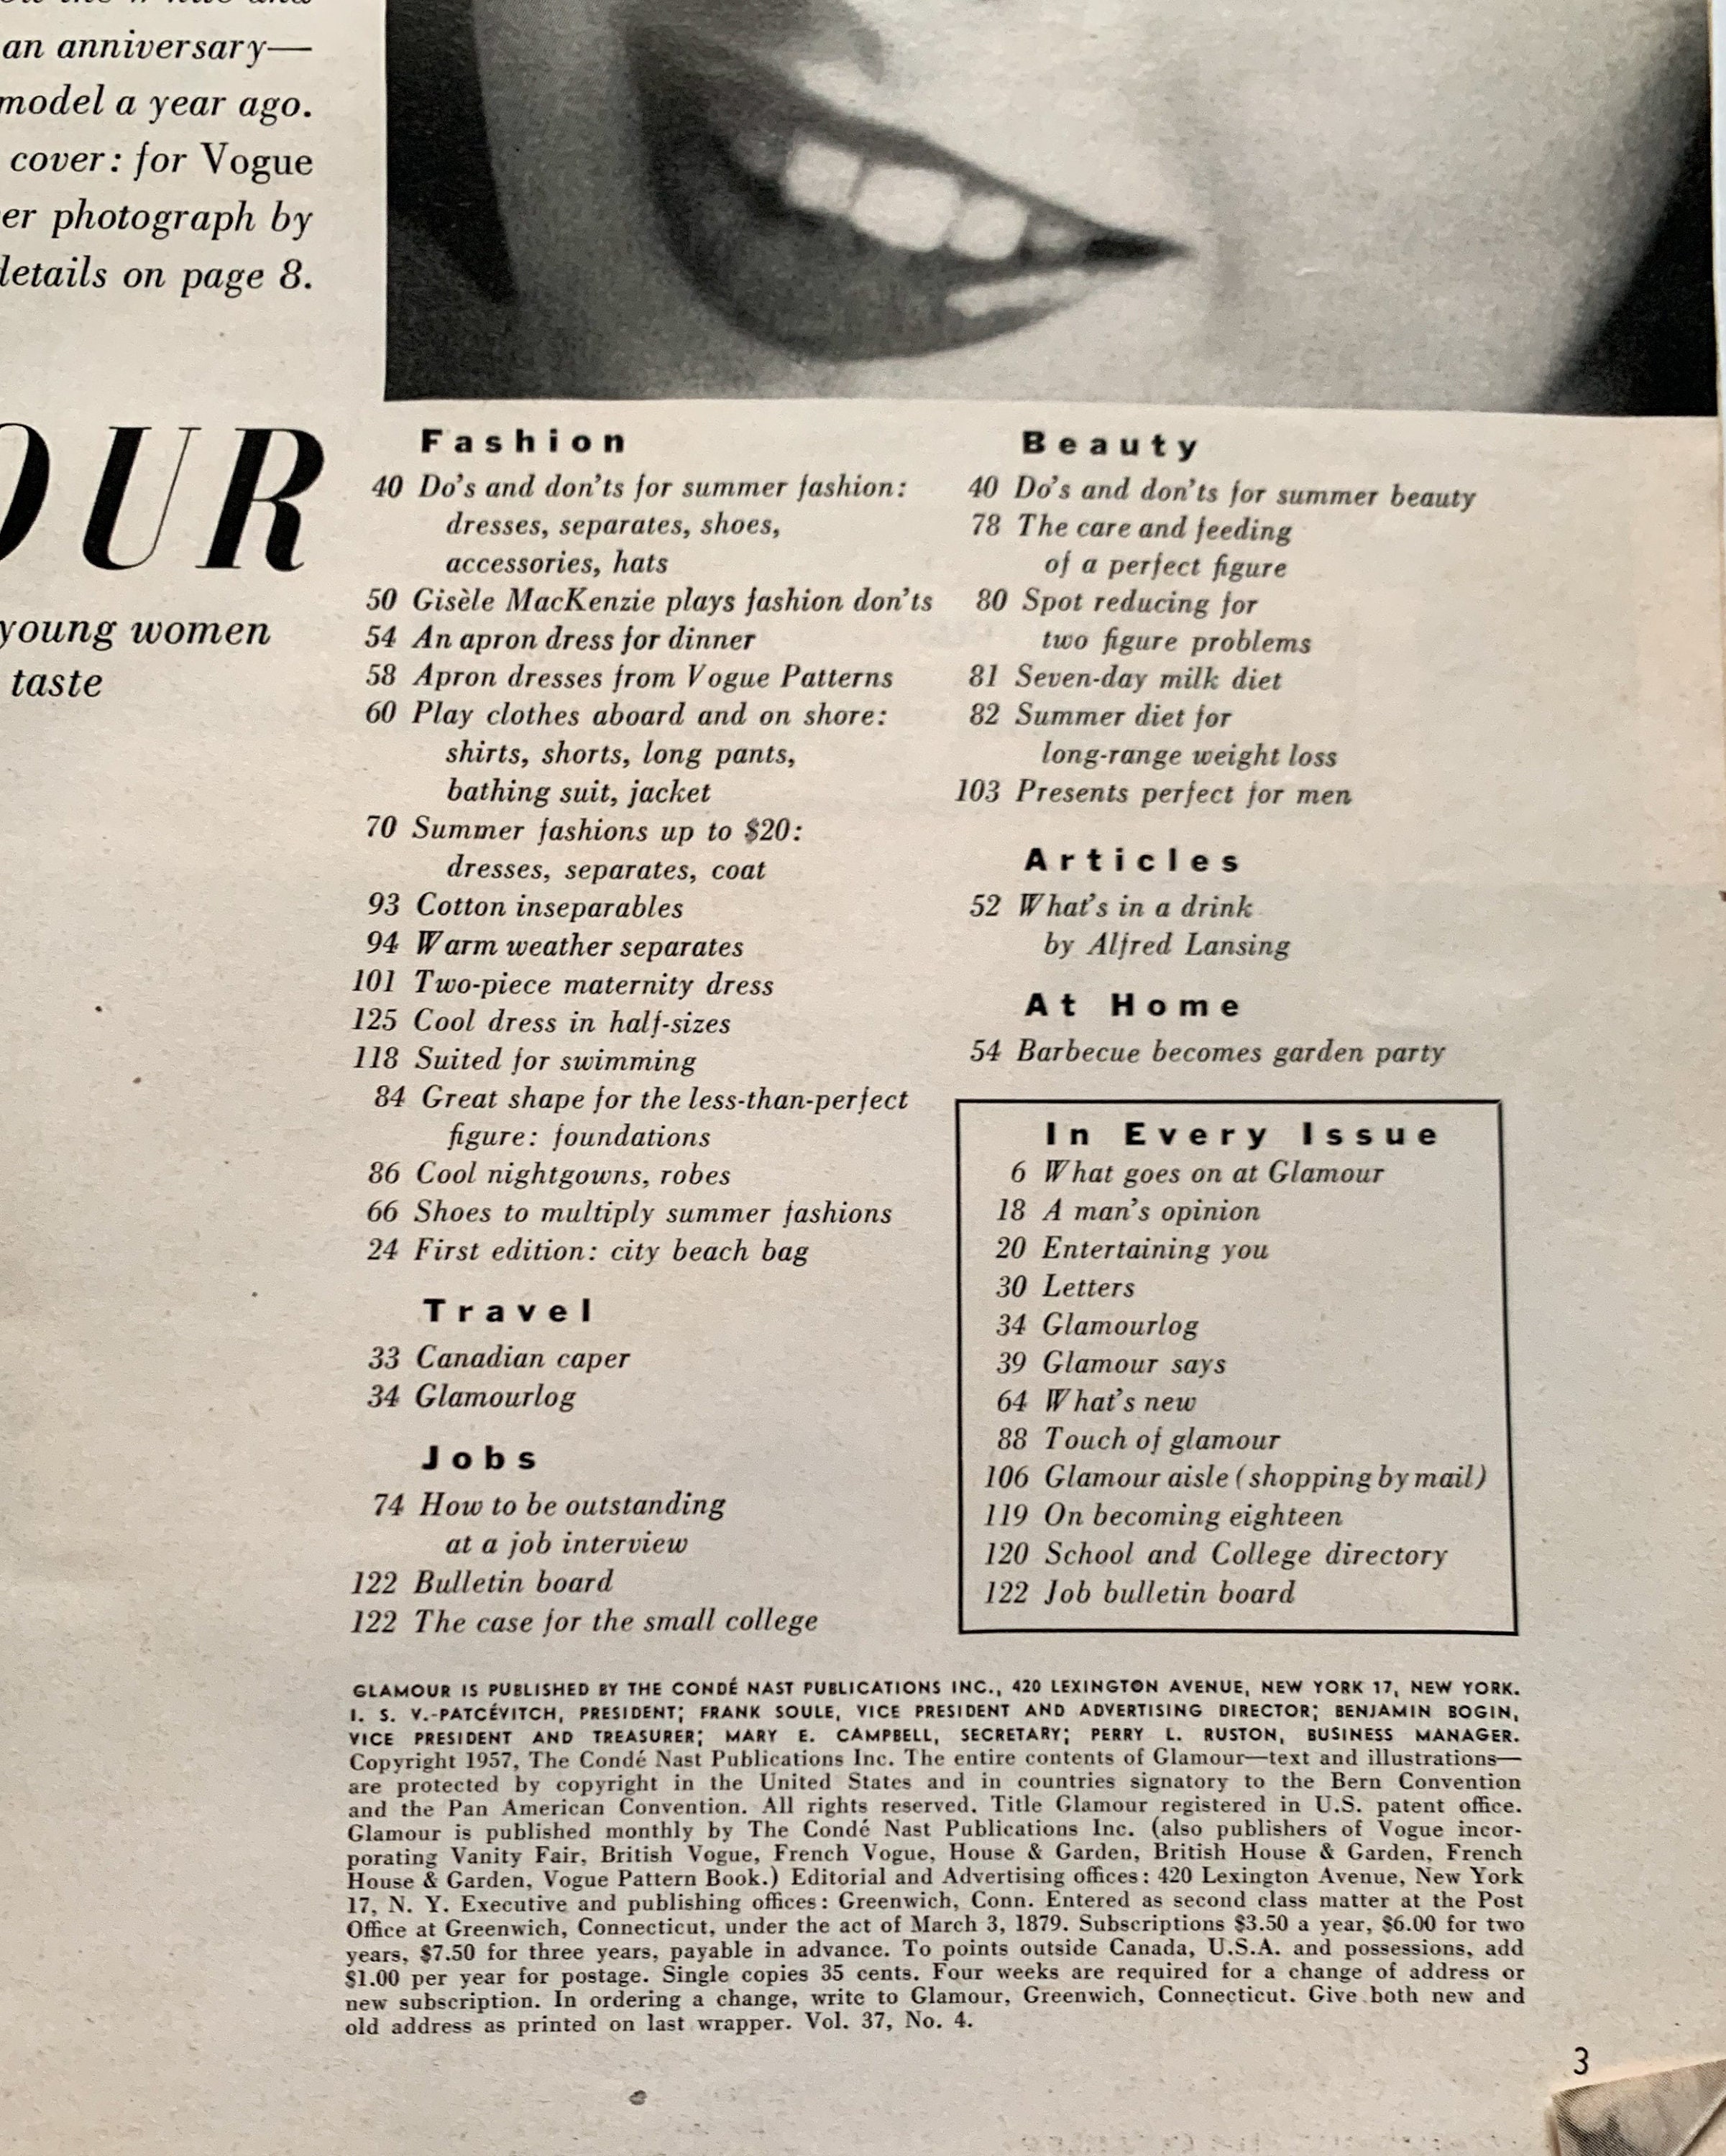 an anniversary—
model a year ago.
cover: for Vogue
er photograph by
details on page 8.
OUR
young women
taste
Fashion
40 Do's and don'ts for summer fashion:
dresses, separates, shoes,
accessories, hats
50 Gisèle MacKenzie plays fashion don'ts
54 An apron dress for dinner
58 Apron dresses from Vogue Patterns
60 Play clothes aboard and on shore:
shirts, shorts, long pants,
bathing suit, jacket
70 Summer fashions up to $20:
dresses, separates, coat
93 Cotton inseparables
94 Warm weather separates
101 Two-piece maternity dress
125 Cool dress in half-sizes
118 Suited for swimming
84 Great shape for the less-than-perfect
figure: foundations
86 Cool nightgowns, robes
66 Shoes to multiply summer fashions
24 First edition: city beach bag
Travel
33 Canadian caper
34 Glamourlog
Jobs
74 How to be outstanding
at a job interview
122 Bulletin board
122 The case for the small college
Beauty
40 Do's and don'ts for summer beauty
78 The care and feeding
of a perfect figure
80 Spot reducing for
two figure problems
81 Seven-day milk diet
82 Summer diet for
long-range weight loss
103 Presents perfect for men
Articles
52 What's in a drink
by Alfred Lansing
At Home
54 Barbecue becomes garden party
In Every Issue
6 What goes on at Glamour
18 A man's opinion
20 Entertaining you
30 Letters
34 Glamourlog
39 Glamour says
64 What's new
88 Touch of glamour
106 Glamour aisle (shopping by mail)
119 On becoming eighteen
120 School and College directory
122 Job bulletin board
GLAMOUR IS PUBLISHED BY THE CONDÉ NAST PUBLICATIONS INC., 420 LEXINGTON AVENUE, NEW YORK 17, NEW YORK.
I. S. V.-PATCÉVITCH, PRESIDENT; FRANK SOULE, VICE PRESIDENT AND ADVERTISING DIRECTOR; BENJAMIN BOGIN,
VICE PRESIDENT AND TREASURER; MARY E. CAMPBELL, SECRETARY; PERRY L. RUSTON, BUSINESS MANAGER.
Copyright 1957, The Condé Nast Publications Inc. The entire contents of Glamour—text and illustrations—
are protected by copyright in the United States and in countries signatory to the Bern Convention
and the Pan American Convention. All rights reserved. Title Glamour registered in U.S. patent office.
Glamour is published monthly by The Condé Nast Publications Inc. (also publishers of Vogue incor-
porating Vanity Fair, British Vogue, French Vogue, House & Garden, British House & Garden, French
House & Garden, Vogue Pattern Book.) Editorial and Advertising offices: 420 Lexington Avenue, New York
17, N. Y. Executive and publishing offices: Greenwich, Conn. Entered as second class matter at the Post
Office at Greenwich, Connecticut, under the act of March 3, 1879. Subscriptions $3.50 a year, $6.00 for two
years, $7.50 for three years, payable in advance. To points outside Canada, U.S.A. and possessions, add
$1.00 per year for postage. Single copies 35 cents. Four weeks are required for a change of address or
new subscription. In ordering a change, write to Glamour, Greenwich, Connecticut. Give both new and
old address as printed on last wrapper. Vol. 37, No. 4.
3